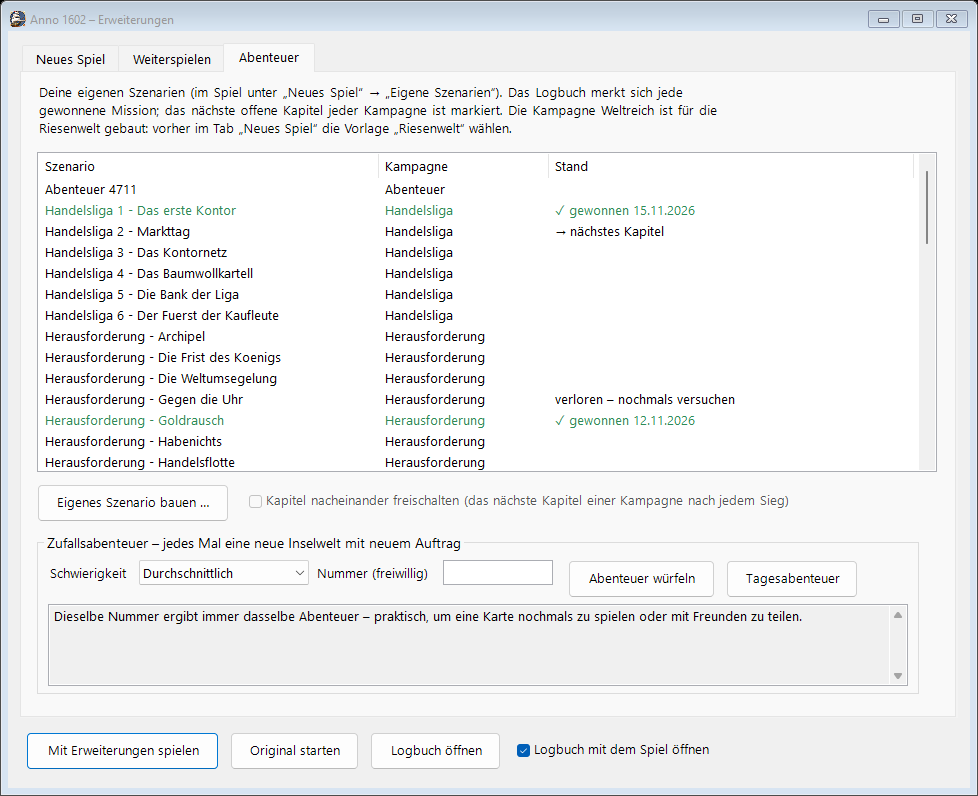 Anno 1602 – Erweiterungen
Neues Spiel Weiterspielen Abenteuer
Deine eigenen Szenarien (im Spiel unter „Neues Spiel“ → „Eigene Szenarien“). Das Logbuch merkt sich jede
gewonnene Mission; das nächste offene Kapitel jeder Kampagne ist markiert. Die Kampagne Weltreich ist für die
Riesenwelt gebaut: vorher im Tab „Neues Spiel“ die Vorlage „Riesenwelt“ wählen.
Szenario Kampagne Stand
Abenteuer 4711 Abenteuer
Handelsliga 1 - Das erste Kontor Handelsliga ✓ gewonnen 15.11.2026
Handelsliga 2 - Markttag Handelsliga → nächstes Kapitel
Handelsliga 3 - Das Kontornetz Handelsliga
Handelsliga 4 - Das Baumwollkartell Handelsliga
Handelsliga 5 - Die Bank der Liga Handelsliga
Handelsliga 6 - Der Fuerst der Kaufleute Handelsliga
Herausforderung - Archipel Herausforderung
Herausforderung - Die Frist des Koenigs Herausforderung
Herausforderung - Die Weltumsegelung Herausforderung
Herausforderung - Gegen die Uhr Herausforderung verloren – nochmals versuchen
Herausforderung - Goldrausch Herausforderung ✓ gewonnen 12.11.2026
Herausforderung - Habenichts Herausforderung
Herausforderung - Handelsflotte Herausforderung
Eigenes Szenario bauen ... Kapitel nacheinander freischalten (das nächste Kapitel einer Kampagne nach jedem Sieg)
Zufallsabenteuer – jedes Mal eine neue Inselwelt mit neuem Auftrag
Schwierigkeit Durchschnittlich Nummer (freiwillig) Abenteuer würfeln Tagesabenteuer
Dieselbe Nummer ergibt immer dasselbe Abenteuer – praktisch, um eine Karte nochmals zu spielen oder mit Freunden zu teilen.
Mit Erweiterungen spielen Original starten Logbuch öffnen Logbuch mit dem Spiel öffnen